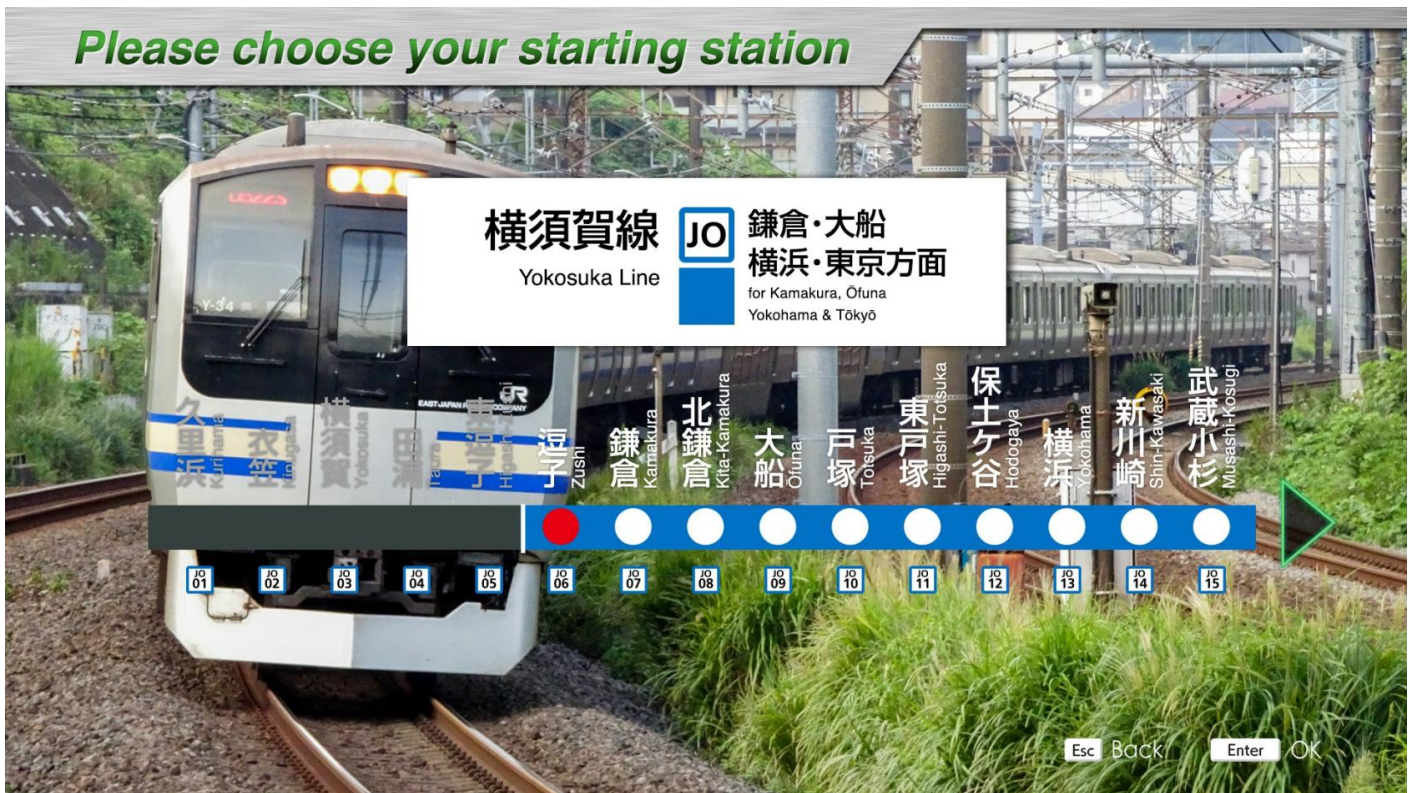 Please choose your starting station
横須賀線
Yokosuka Line
JO
鎌倉・大船
横浜・東京方面
for Kamakura, Ōfuna
Yokohama & Tōkyō
Y-34
JR
EAST JAPAN COMPANY
久里浜
Kurihama
衣笠
Kinugasa
横須賀
Yokosuka
田浦
Taura
東逗子
逗子
Zushi
鎌倉
Kamakura
北鎌倉
Kita-Kamakura
大船
Ōfuna
戸塚
Totsuka
東戸塚
Higashi-Totsuka
保土ケ谷
Hodogaya
横浜
Yokohama
新川崎
Shin-Kawasaki
武蔵小杉
Musashi-Kosugi
JO 01
JO 02
JO 03
JO 04
JO 05
JO 06
JO 07
JO 08
JO 09
JO 10
JO 11
JO 12
JO 13
JO 14
JO 15
Esc Back
Enter OK